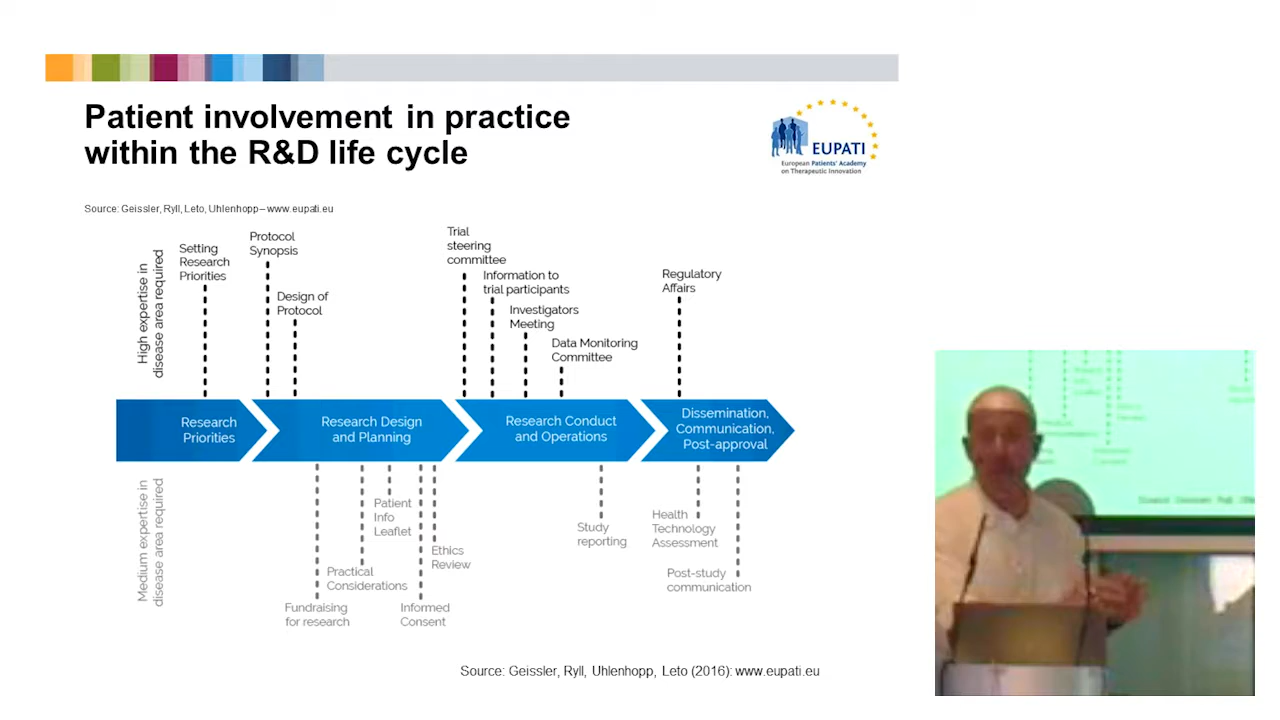 Patient involvement in practice
within the R&D life cycle
EUPATI
European Patients' Academy
on Therapeutic Innovation
Source: Geissler, Ryll, Leto, Uhlenhopp – www.eupati.eu
High expertise in
disease area required
Setting
Research
Priorities
Protocol
Synopsis
Design of
Protocol
Trial
steering
committee
Information to
trial participants
Investigators
Meeting
Data Monitoring
Committee
Regulatory
Affairs
Research
Priorities
Research Design
and Planning
Research Conduct
and Operations
Dissemination,
Communication,
Post-approval
Medium expertise in
disease area required
Fundraising
for research
Practical
Considerations
Patient
Info
Leaflet
Informed
Consent
Ethics
Review
Study
reporting
Health
Technology
Assessment
Post-study
communication
Source: Geissler, Ryll, Uhlenhopp, Leto (2016): www.eupati.eu